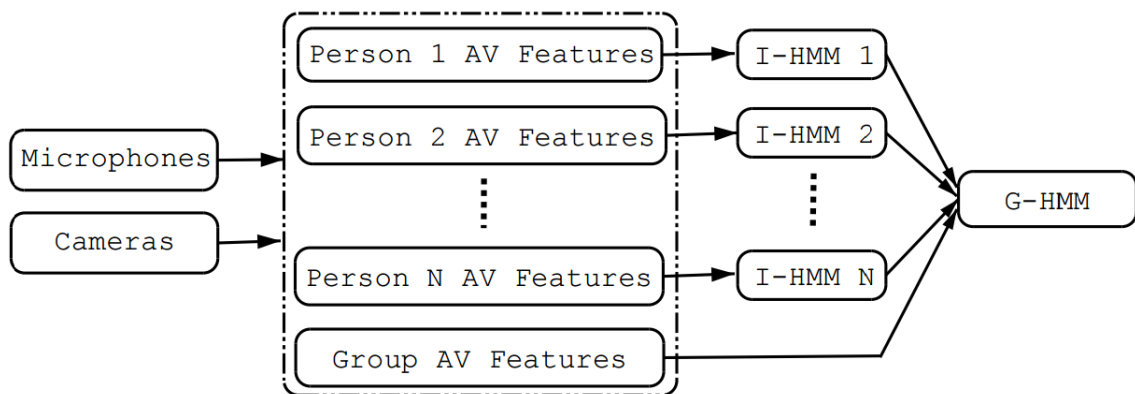 Microphones
Cameras
Person 1 AV Features
Person 2 AV Features
Person N AV Features
Group AV Features
I-HMM 1
I-HMM 2
I-HMM N
G-HMM